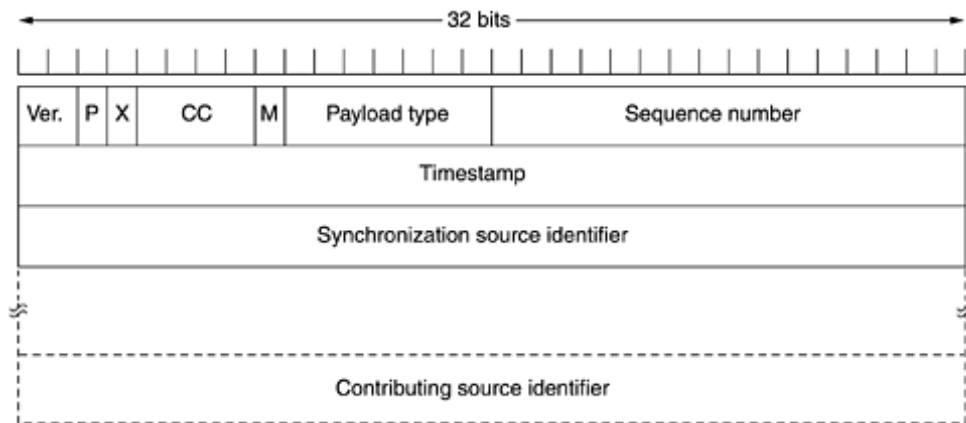 32 bits
Ver. P X CC M Payload type Sequence number
Timestamp
Synchronization source identifier
Contributing source identifier